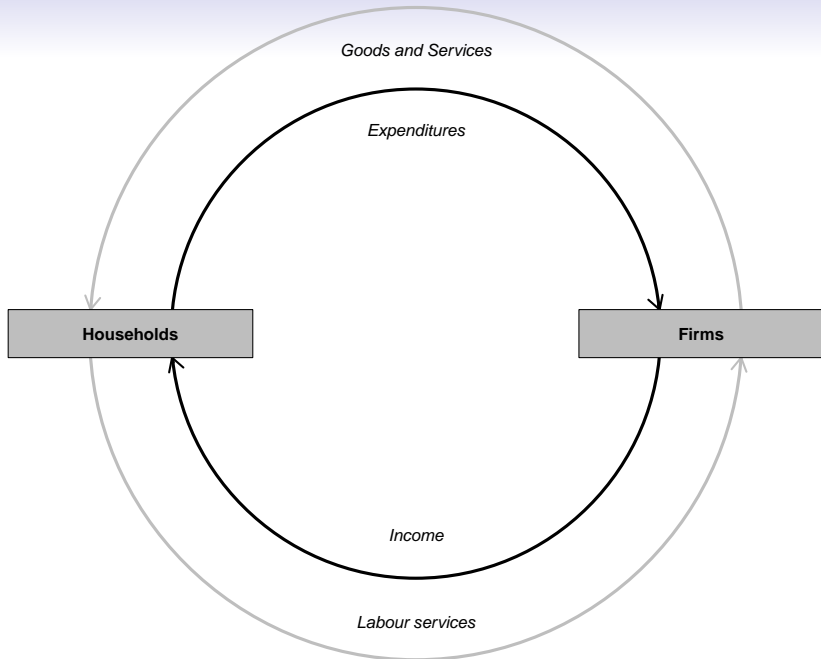 Goods and Services
Expenditures
Households
Firms
Income
Labour services